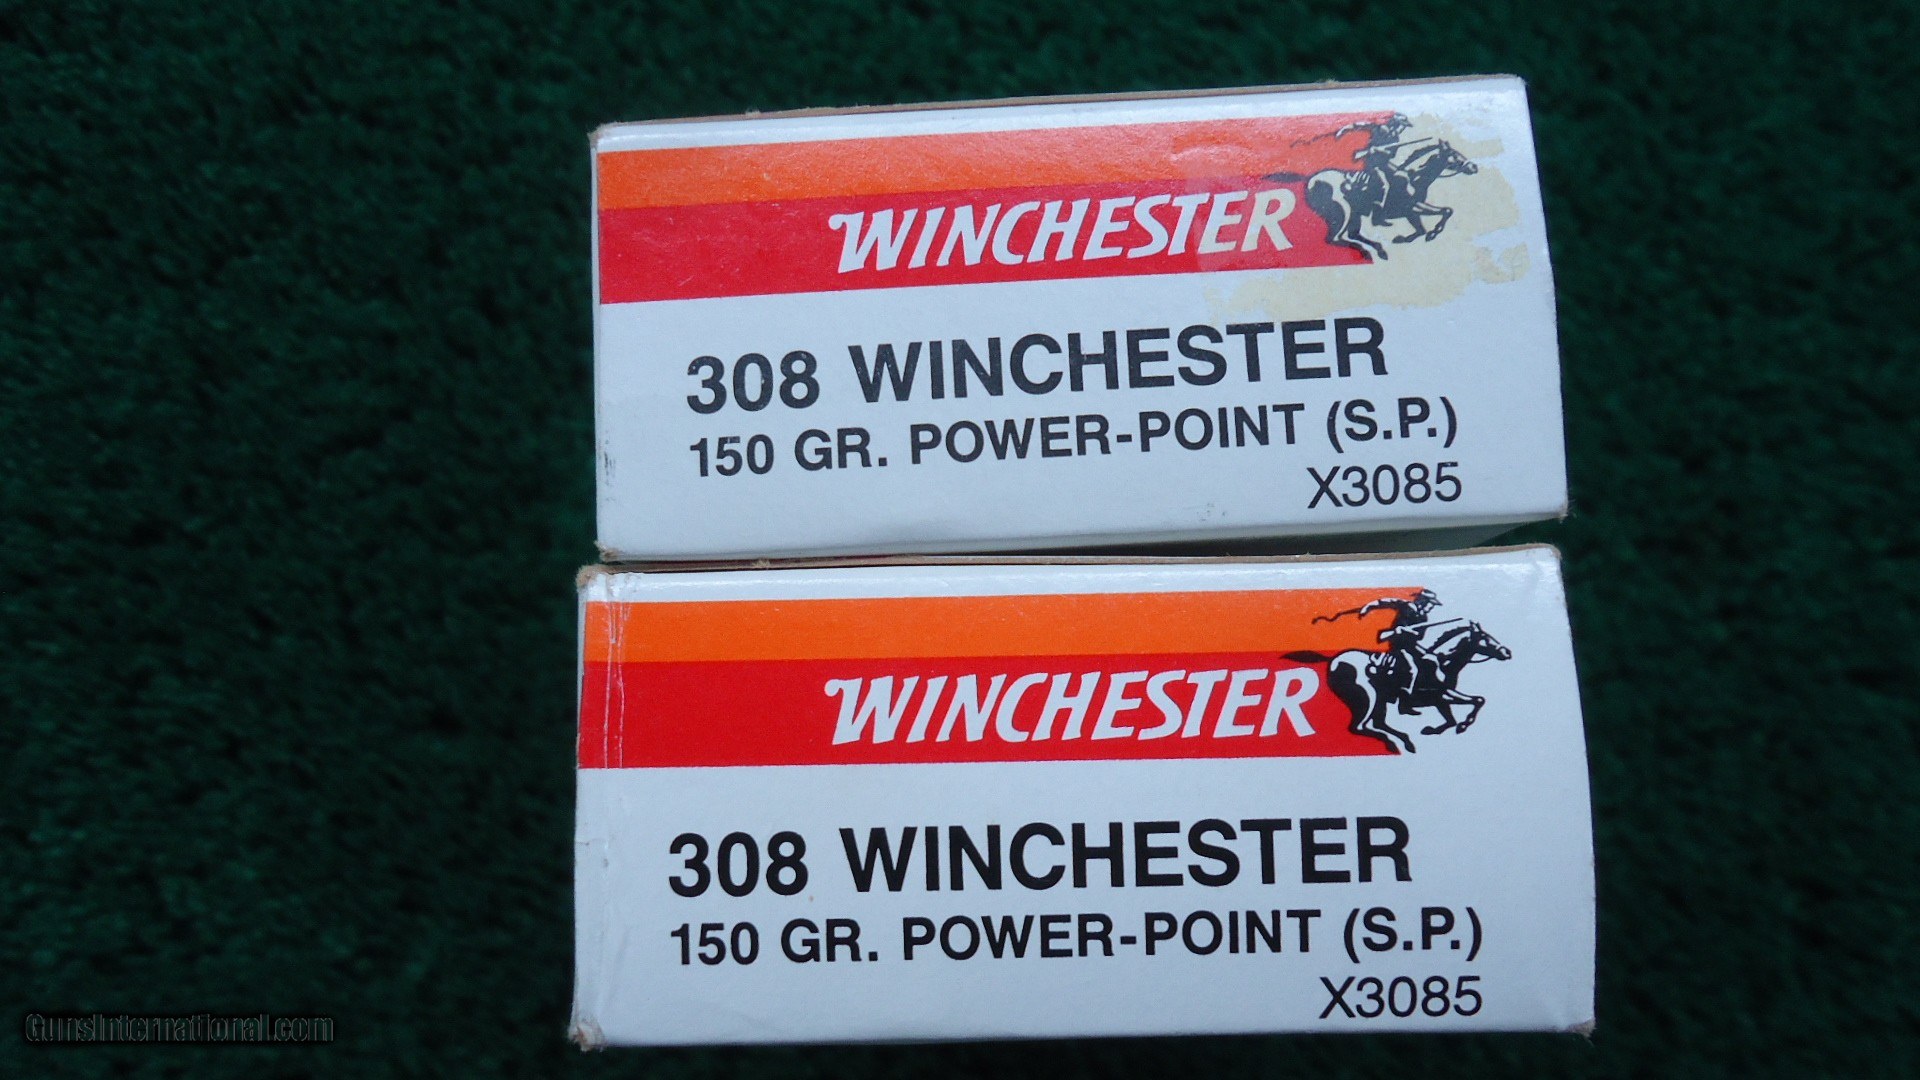 WINCHESTER
308 WINCHESTER
150 GR. POWER-POINT (S.P.)
X3085
WINCHESTER
308 WINCHESTER
150 GR. POWER-POINT (S.P.)
X3085
GunsInternational.com